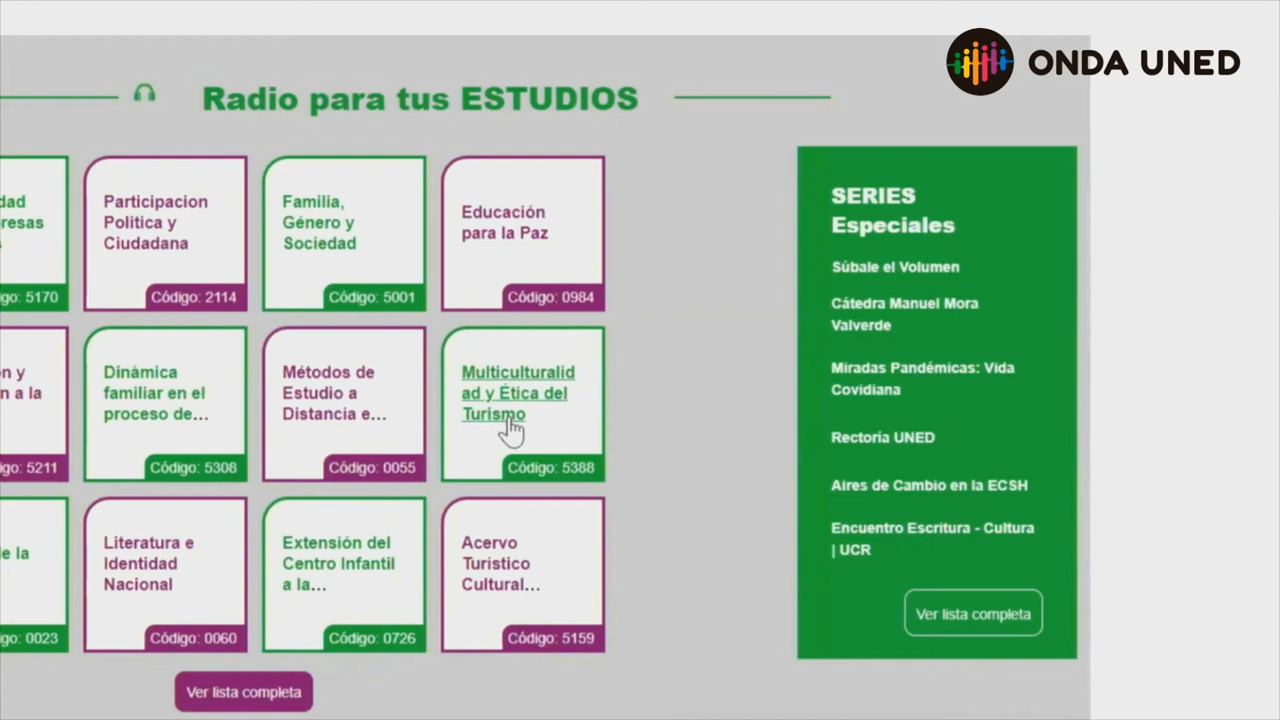 ONDA UNED
Radio para tus ESTUDIOS
Participacion
Politica y
Ciudadana
Código: 2114
Familia,
Género y
Sociedad
Código: 5001
Educación
para la Paz
Código: 0984
5170
n y
n a la
5211
Dinámica
familiar en el
proceso de...
Código: 5308
Métodos de
Estudio a
Distancia e...
Código: 0055
Multiculturalid
ad y Ética del
Turismo
Código: 5388
e la
0023
Literatura e
Identidad
Nacional
Código: 0060
Extensión del
Centro Infantil
a la...
Código: 0726
Acervo
Turístico
Cultural...
Código: 5159
Ver lista completa
SERIES
Especiales
Súbale el Volumen
Cátedra Manuel Mora
Valverde
Miradas Pandémicas: Vida
Covidiana
Rectoría UNED
Aires de Cambio en la ECSH
Encuentro Escritura - Cultura
| UCR
Ver lista completa